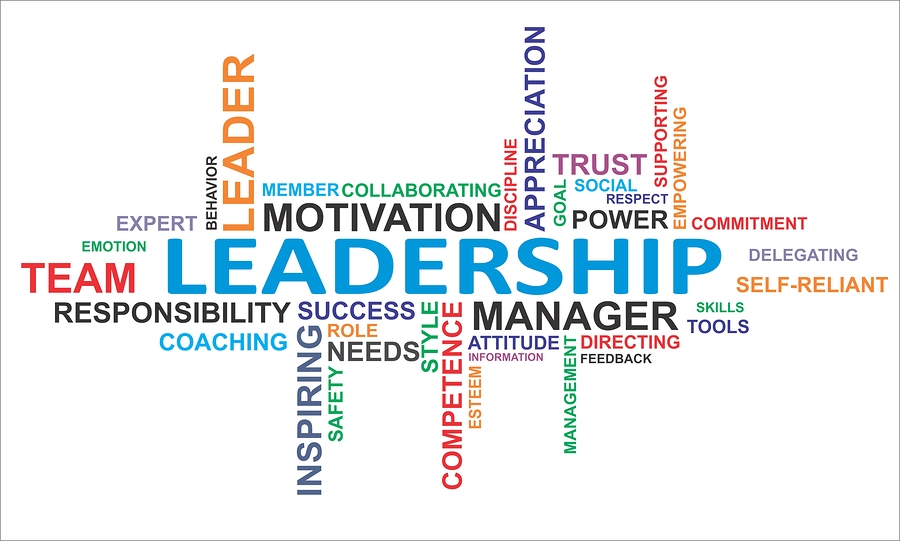 APPRECIATION
LEADER
SUPPORTING
EMPOWERING
DISCIPLINE
TRUST
BEHAVIOR
GOAL
SOCIAL
MEMBER
COLLABORATING
RESPECT
EXPERT
MOTIVATION
POWER
COMMITMENT
EMOTION
LEADERSHIP
DELEGATING
TEAM
SELF-RELIANT
RESPONSIBILITY
SUCCESS
STYLE
COMPETENCE
MANAGER
SKILLS
TOOLS
COACHING
INSPIRING
ROLE
NEEDS
ATTITUDE
DIRECTING
INFORMATION
FEEDBACK
SAFETY
ESTEEM
MANAGEMENT